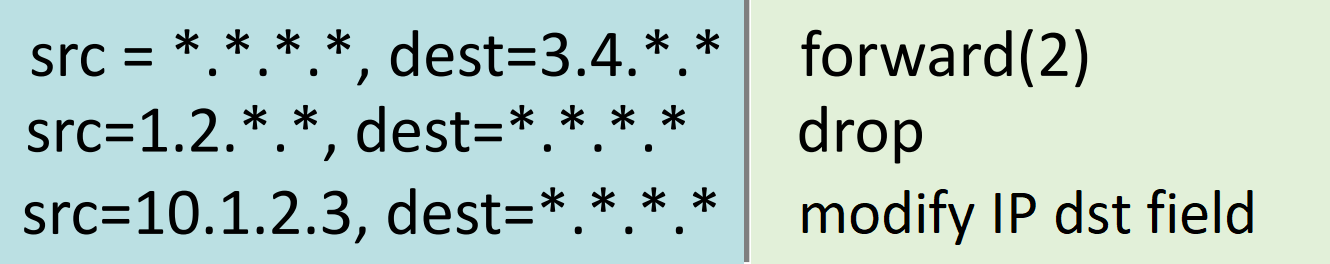 src = *.*.*.*, dest=3.4.*.* forward(2)
src=1.2.*.*, dest=*.*.*.* drop
src=10.1.2.3, dest=*.*.*.* modify IP dst field